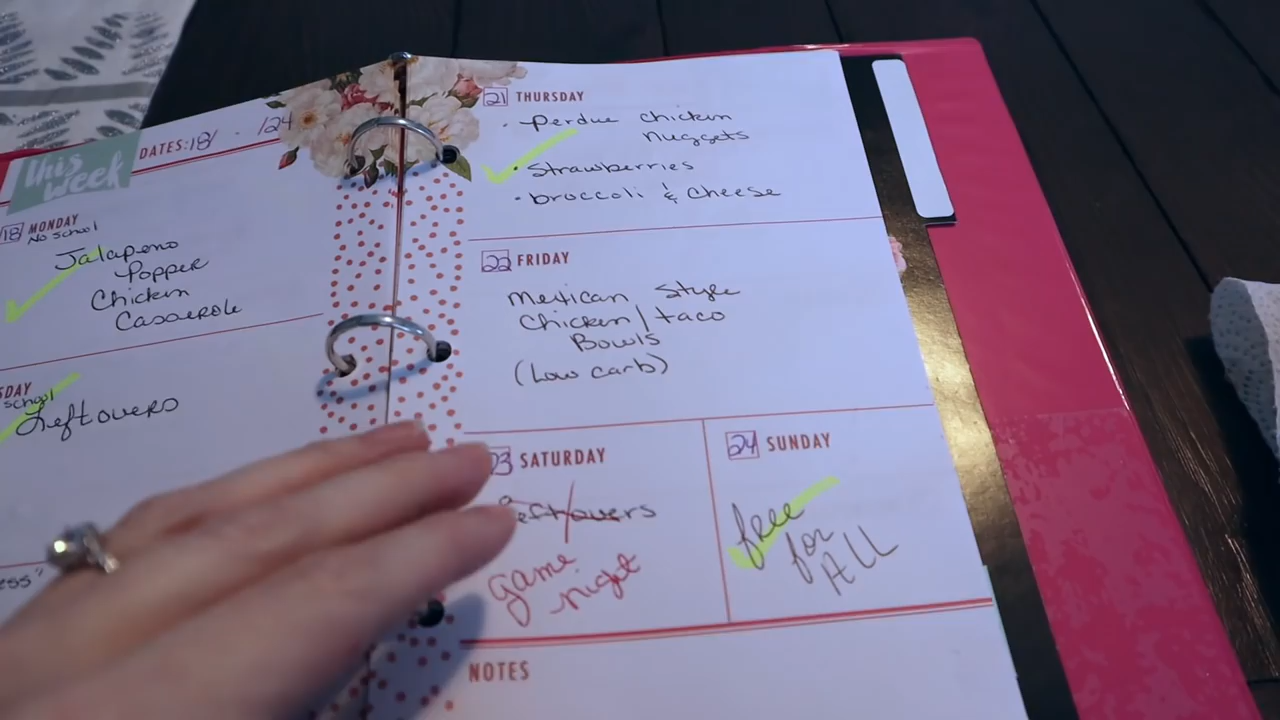 this week
DATES: 18/ - /24
18 MONDAY
No school
Jalapeno
Popper
Chicken
Casserole
SDAY
school
Leftovers
ess"
21 THURSDAY
• Perdue chicken
nuggets
• Strawberries
• broccoli & cheese
22 FRIDAY
Mexican Style
Chicken/taco
Bowls
(Low carb)
23 SATURDAY
Leftovers
game
night
24 SUNDAY
free
for
ALL
NOTES